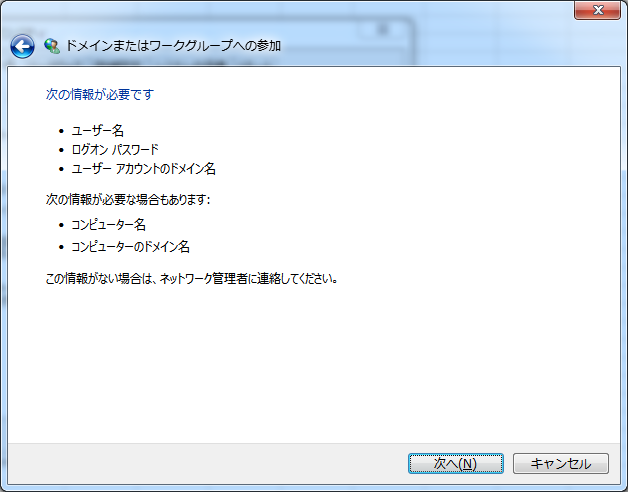 ドメインまたはワークグループへの参加
次の情報が必要です
• ユーザー名
• ログオン パスワード
• ユーザー アカウントのドメイン名
次の情報が必要な場合もあります:
• コンピューター名
• コンピューターのドメイン名
この情報がない場合は、ネットワーク管理者に連絡してください。
次へ(N)
キャンセル